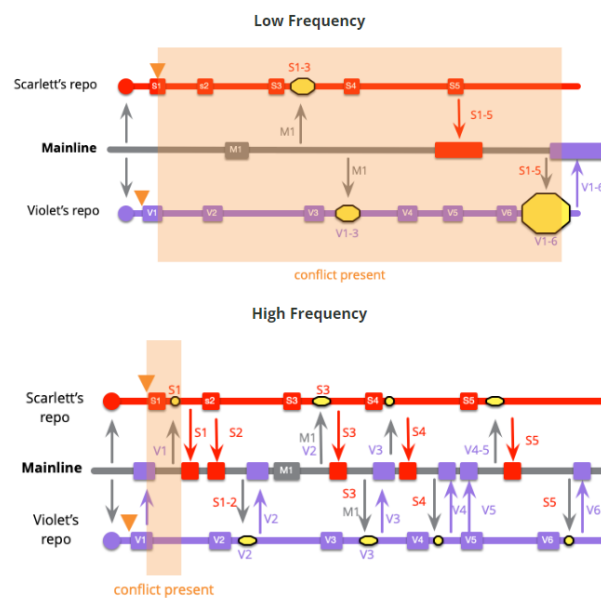 Low Frequency
S1-3
Scarlett's repo
S1
s2
S3
S4
S5
M1
S1-5
Mainline
M1
M1
S1-5
V1-6
Violet's repo
V1
V2
V3
V4
V5
V6
V1-3
V1-6
conflict present
High Frequency
S1
S3
Scarlett's
repo
S1
s2
S3
S4
S5
V1
S1
S2
M1
V2
S3
V3
S4
V4-5
S5
Mainline
M1
S1-2
V2
S3
M1
V3
S4
V4
V5
S5
V6
Violet's
repo
V1
V2
V3
V4
V5
V6
V2
V3
conflict present